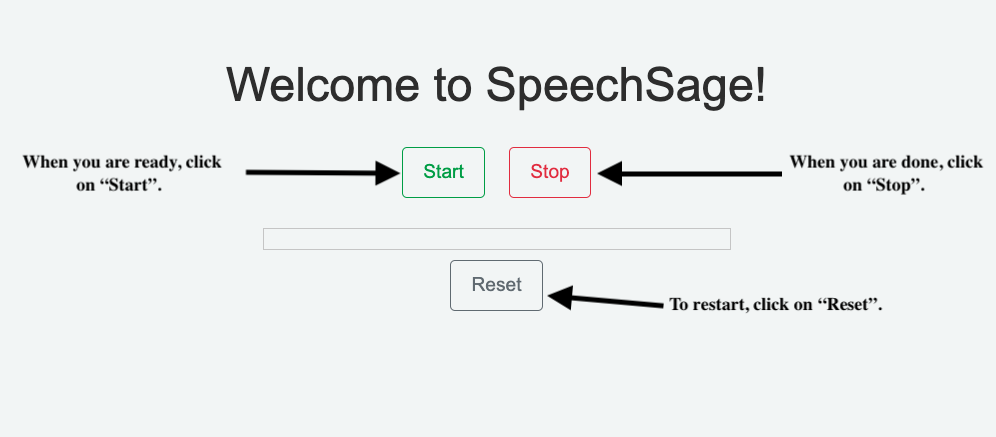 Welcome to SpeechSage!
When you are ready, click
on “Start”.
Start
Stop
When you are done, click
on “Stop”.
Reset
To restart, click on “Reset”.